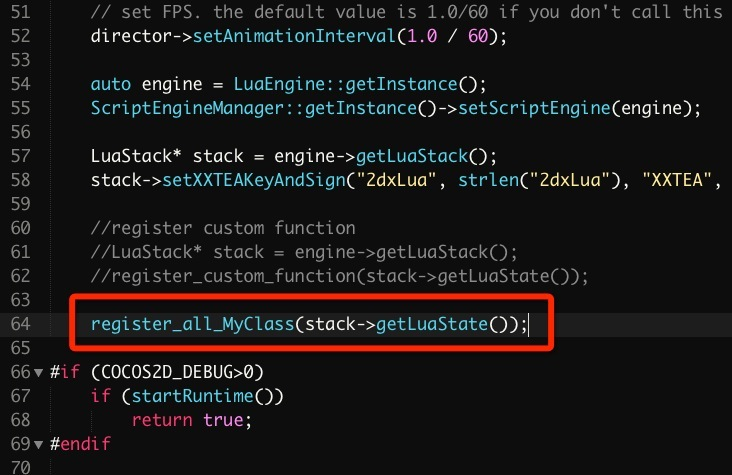 51 // set FPS. the default value is 1.0/60 if you don't call this
52 director->setAnimationInterval(1.0 / 60);
53
54 auto engine = LuaEngine::getInstance();
55 ScriptEngineManager::getInstance()->setScriptEngine(engine);
56
57 LuaStack* stack = engine->getLuaStack();
58 stack->setXXTEAKeyAndSign("2dxLua", strlen("2dxLua"), "XXTEA",
59
60 //register custom function
61 //LuaStack* stack = engine->getLuaStack();
62 //register_custom_function(stack->getLuaState());
63
64 register_all_MyClass(stack->getLuaState());
65
66 #if (COCOS2D_DEBUG>0)
67 if (startRuntime())
68 return true;
69 #endif
70